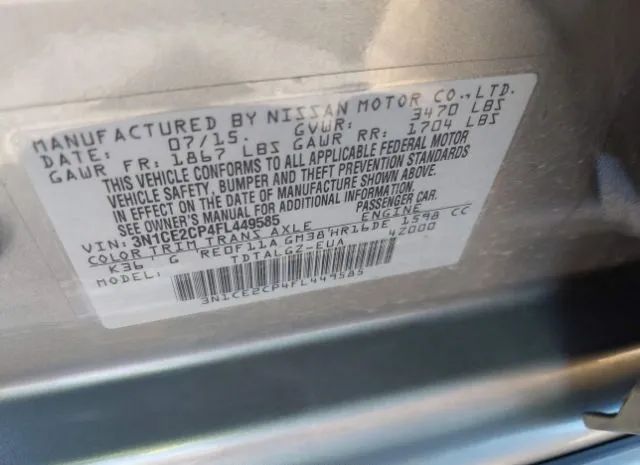 MANUFACTURED BY NISSAN MOTOR CO.,LTD.
DATE: 07/15. GVWR: 3470 LBS
GAWR FR: 1867 LBS GAWR RR: 1704 LBS
THIS VEHICLE CONFORMS TO ALL APPLICABLE FEDERAL MOTOR
VEHICLE SAFETY, BUMPER AND THEFT PREVENTION STANDARDS
IN EFFECT ON THE DATE OF MANUFACTURE SHOWN ABOVE.
SEE OWNER'S MANUAL FOR ADDITIONAL INFORMATION.
VIN: 3N1CE2CP4FL449585 PASSENGER CAR.
COLOR TRIM TRANS AXLE ENGINE
K36 G RE0F11A GM38 HR16DE 1598 CC
MODEL: TDTALGZ-EUA 4Z000
3N1CE2CP4FL449585